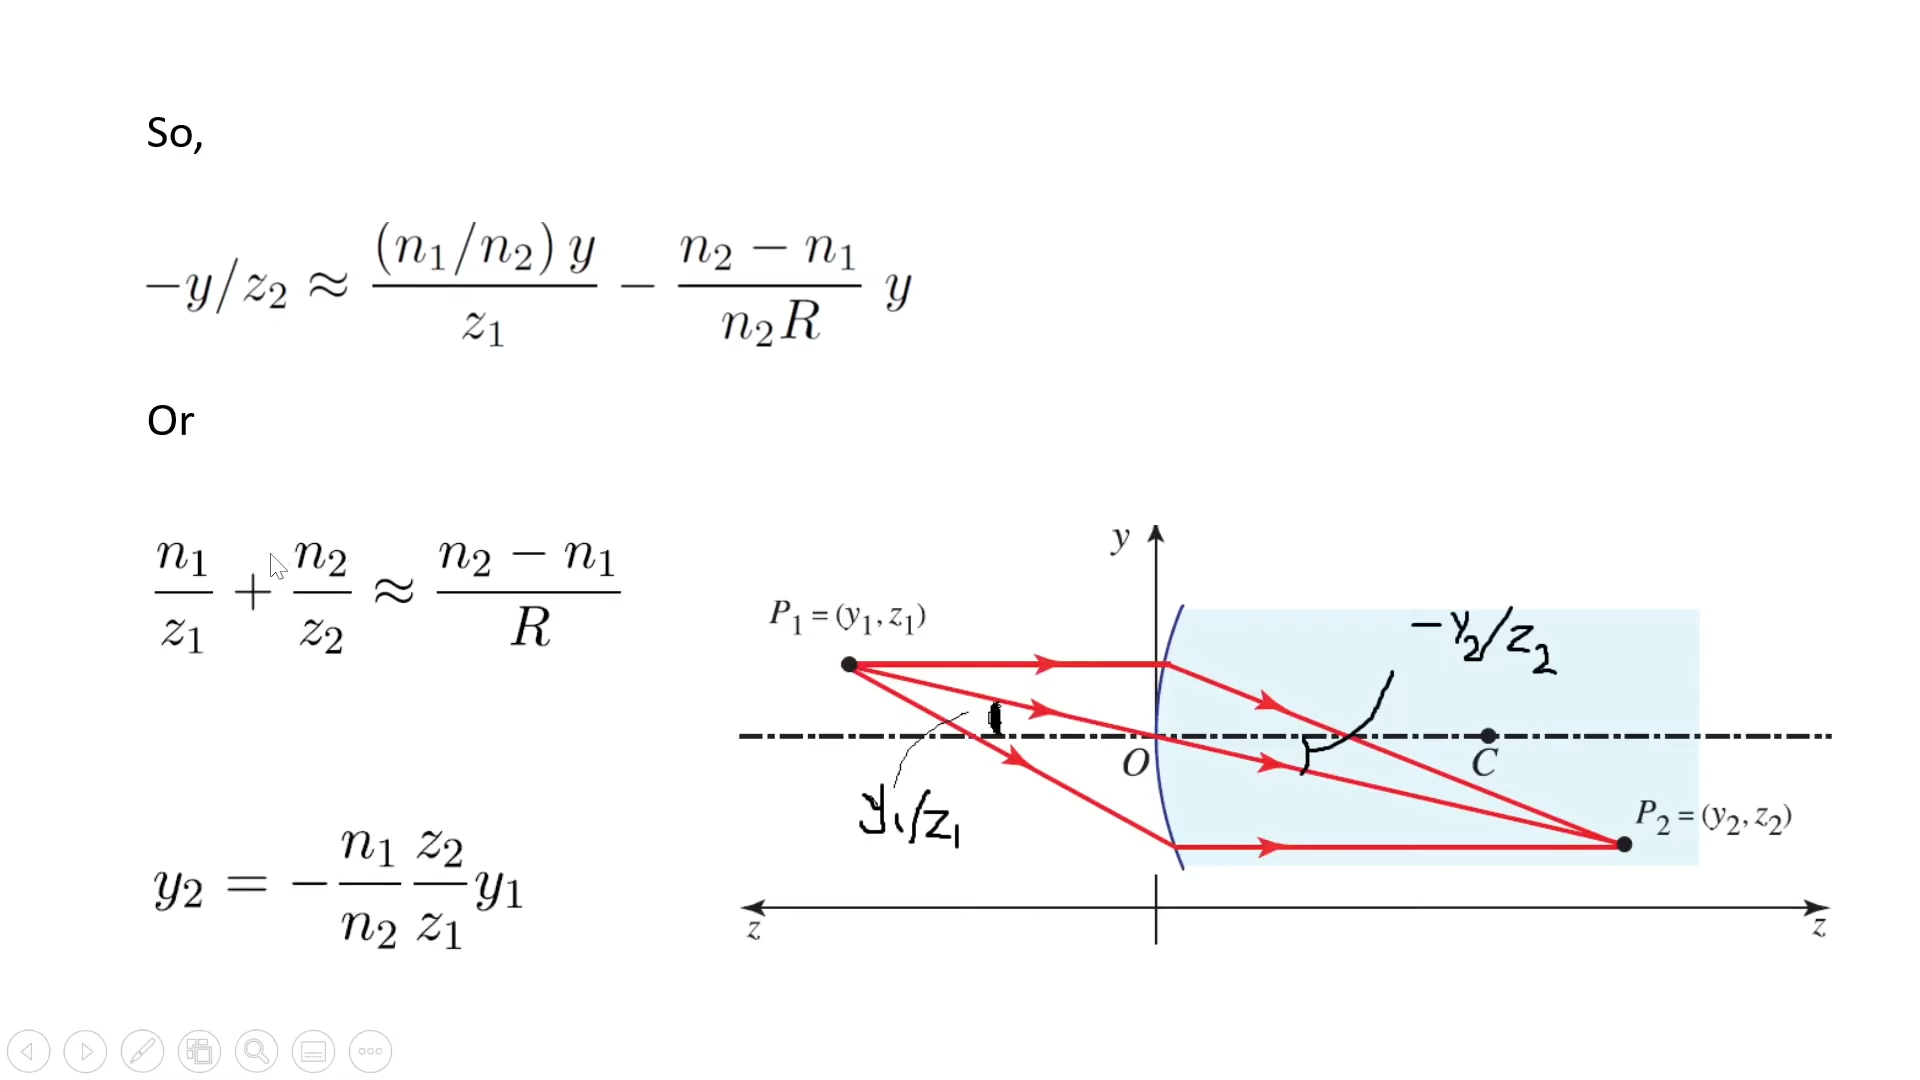 So,
−y/z₂ ≈ (n₁/n₂) y / z₁ − (n₂ − n₁) / (n₂R) y
Or
n₁/z₁ + n₂/z₂ ≈ (n₂ − n₁)/R
y₂ = − n₁/n₂ z₂/z₁ y₁
y
P₁ = (y₁, z₁)
−y₂/z₂
O
C
y₁/z₁
P₂ = (y₂, z₂)
z
z